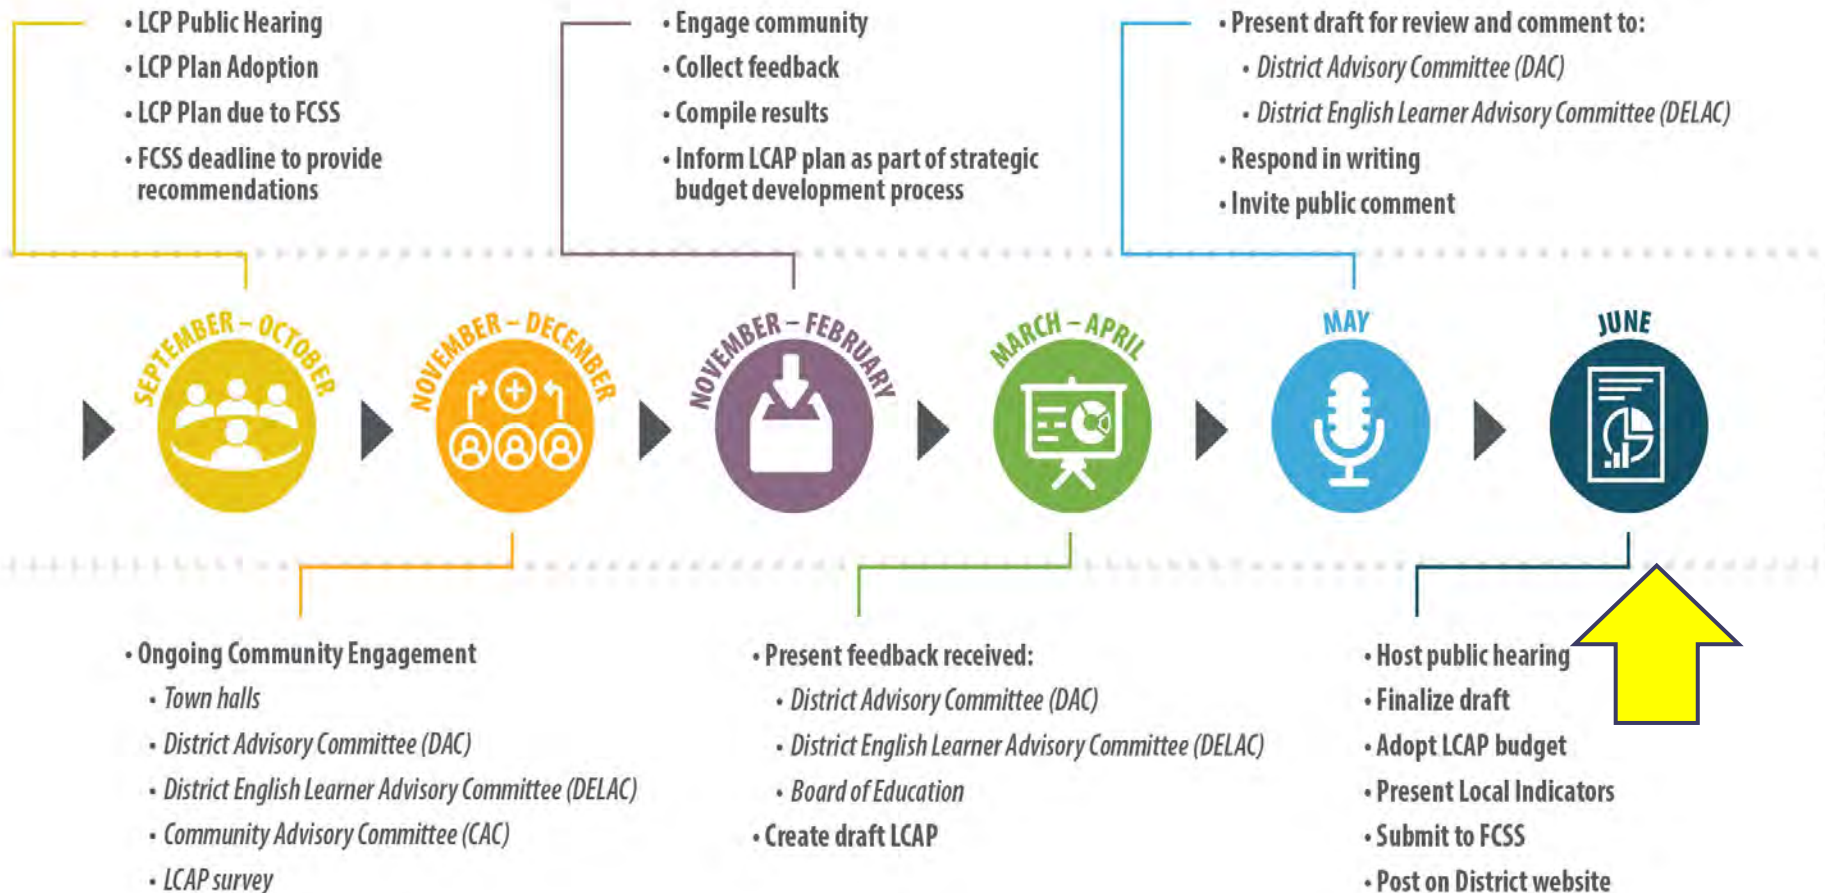 • LCP Public Hearing
• LCP Plan Adoption
• LCP Plan due to FCSS
• FCSS deadline to provide
recommendations
• Engage community
• Collect feedback
• Compile results
• Inform LCAP plan as part of strategic
budget development process
• Present draft for review and comment to:
• District Advisory Committee (DAC)
• District English Learner Advisory Committee (DELAC)
• Respond in writing
• Invite public comment
SEPTEMBER – OCTOBER
NOVEMBER – DECEMBER
NOVEMBER – FEBRUARY
MARCH – APRIL
MAY
JUNE
• Ongoing Community Engagement
• Town halls
• District Advisory Committee (DAC)
• District English Learner Advisory Committee (DELAC)
• Community Advisory Committee (CAC)
• LCAP survey
• Present feedback received:
• District Advisory Committee (DAC)
• District English Learner Advisory Committee (DELAC)
• Board of Education
• Create draft LCAP
• Host public hearing
• Finalize draft
• Adopt LCAP budget
• Present Local Indicators
• Submit to FCSS
• Post on District website